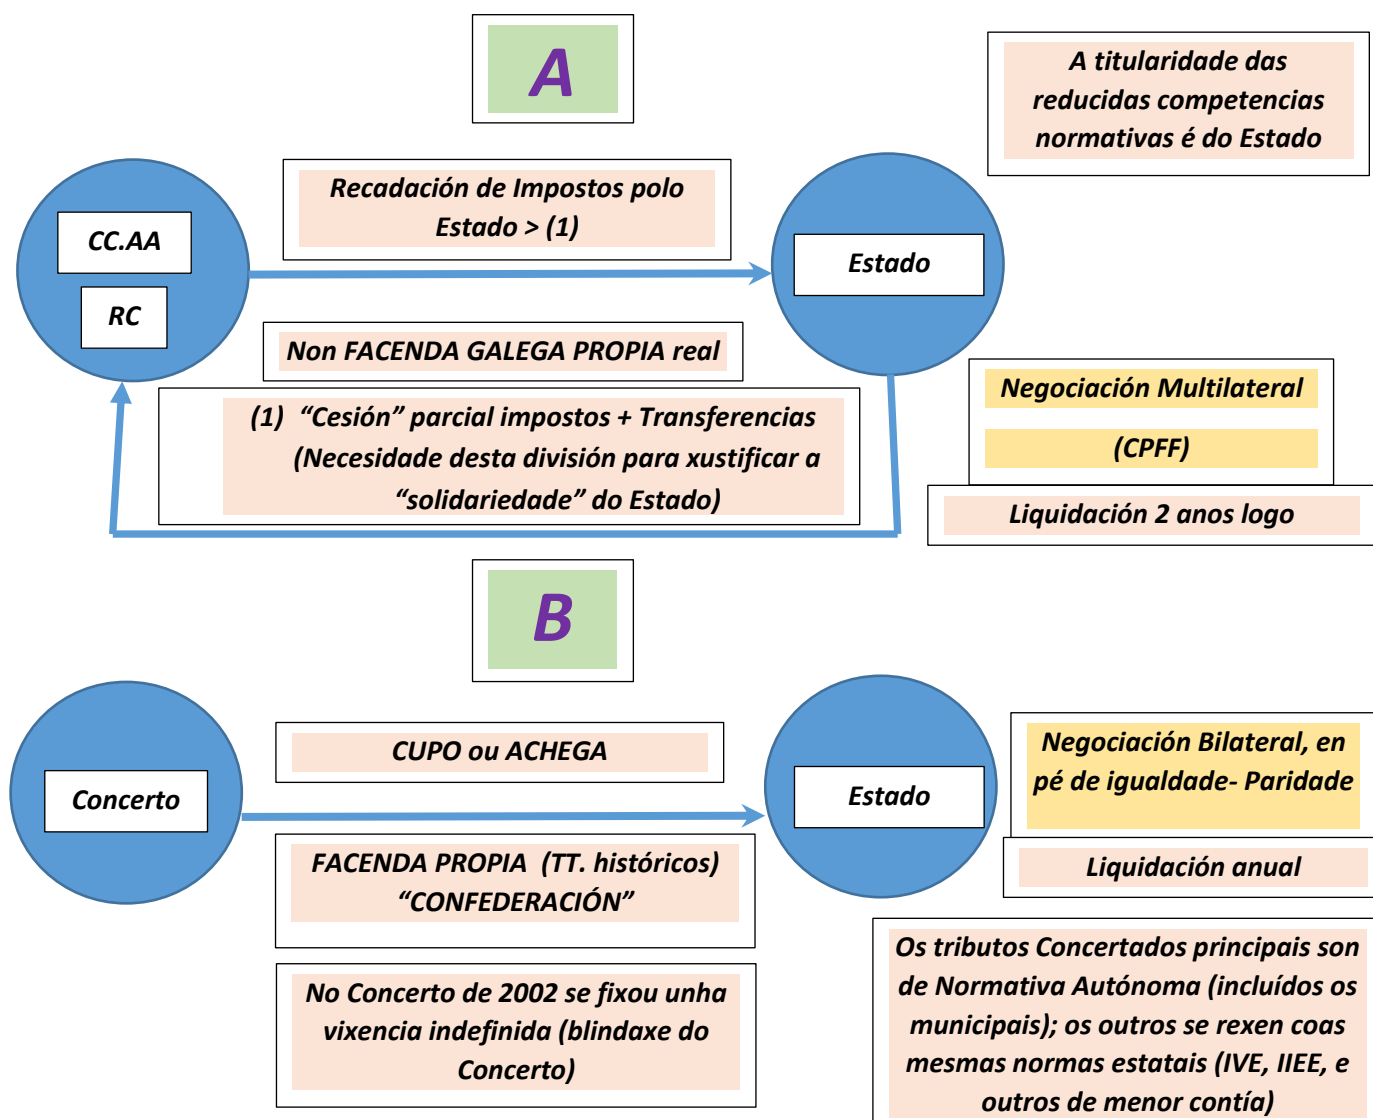 A
A titularidade das
reducidas competencias
normativas é do Estado
Recadación de Impostos polo
Estado > (1)
CC.AA
RC
Estado
Non FACENDA GALEGA PROPIA real
(1) “Cesión” parcial impostos + Transferencias
(Necesidade desta división para xustificar a
“solidariedade” do Estado)
Negociación Multilateral
(CPFF)
Liquidación 2 anos logo
B
CUPO ou ACHEGA
Concerto
Estado
Negociación Bilateral, en
pé de igualdade- Paridade
Liquidación anual
FACENDA PROPIA (TT. históricos)
“CONFEDERACIÓN”
No Concerto de 2002 se fixou unha
vixencia indefinida (blindaxe do
Concerto)
Os tributos Concertados principais son
de Normativa Autónoma (incluídos os
municipais); os outros se rexen coas
mesmas normas estatais (IVE, IIEE, e
outros de menor contía)